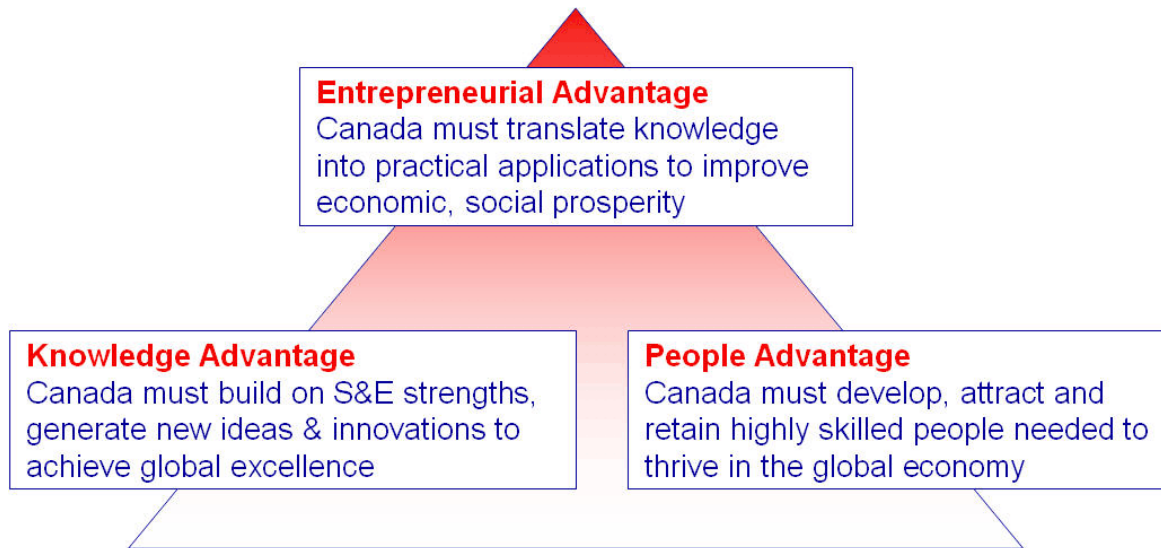 Entrepreneurial Advantage
Canada must translate knowledge
into practical applications to improve
economic, social prosperity
Knowledge Advantage
Canada must build on S&E strengths,
generate new ideas & innovations to
achieve global excellence
People Advantage
Canada must develop, attract and
retain highly skilled people needed to
thrive in the global economy